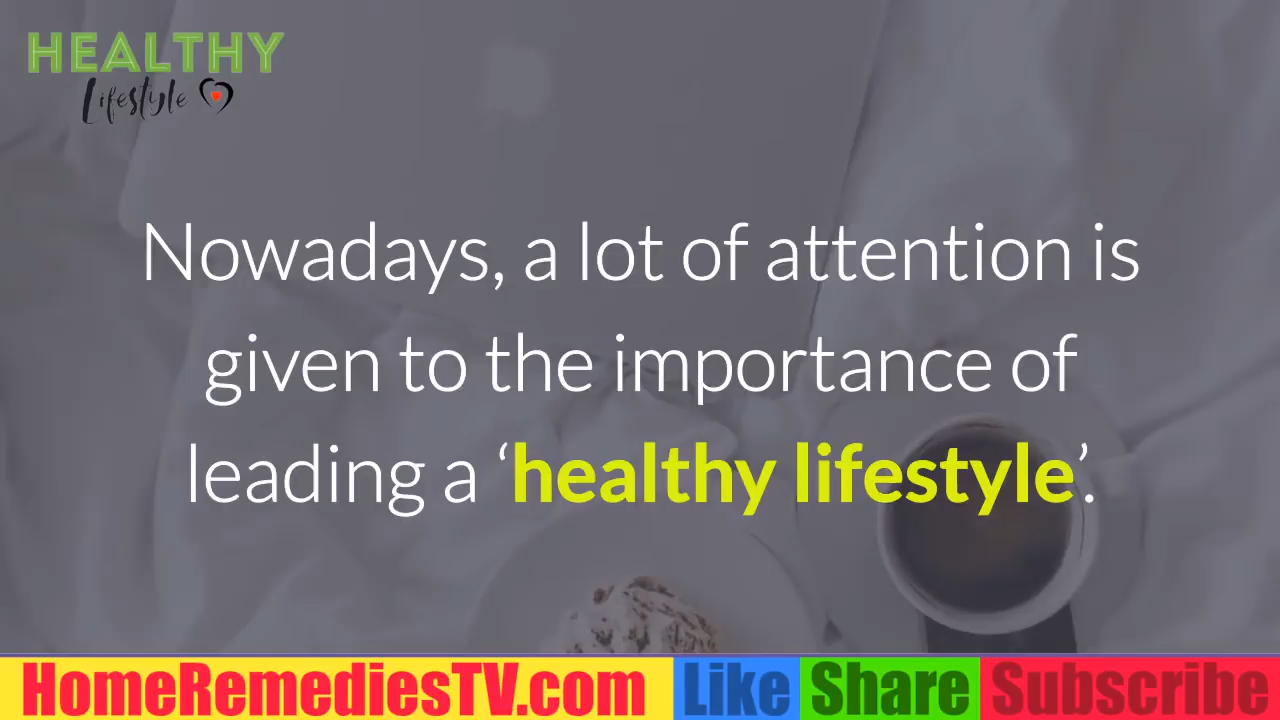 HEALTHY
Lifestyle
Nowadays, a lot of attention is
given to the importance of
leading a ‘healthy lifestyle’.
HomeRemediesTV.com Like Share Subscribe